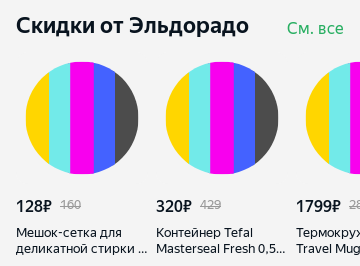 Скидки от Эльдорадо
См. все
128₽ 160
320₽ 429
1799₽
Мешок-сетка для
деликатной стирки ...
Контейнер Tefal
Masterseal Fresh 0,5...
Travel Mug